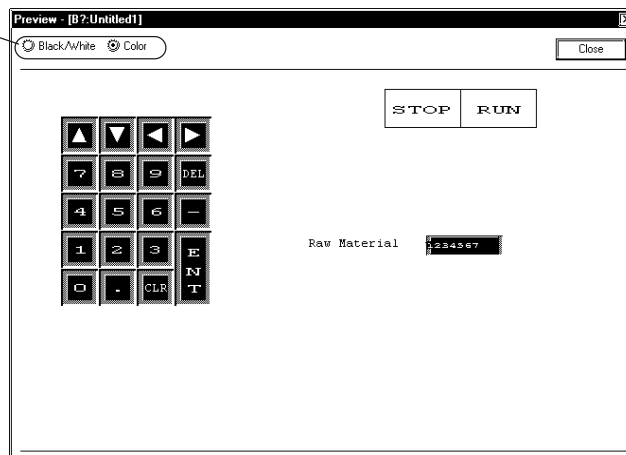 Preview - [B?:Untitled1]
Black/White Color
Close
STOP RUN
7 8 9 DEL
4 5 6 –
1 2 3 ENT
0 . CLR
Raw Material 1234567